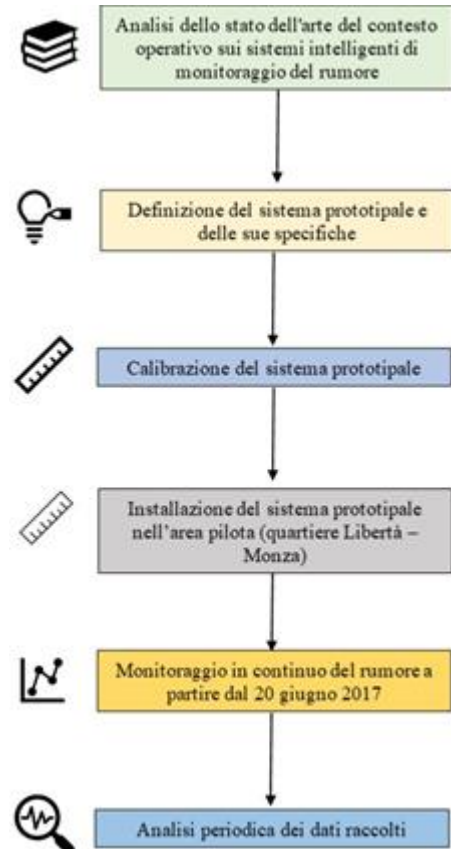 Analisi dello stato dell'arte del contesto
operativo sui sistemi intelligenti di
monitoraggio del rumore
Definizione del sistema prototipale e
delle sue specifiche
Calibrazione del sistema prototipale
Installazione del sistema prototipale
nell'area pilota (quartiere Libertà –
Monza)
Monitoraggio in continuo del rumore a
partire dal 20 giugno 2017
Analisi periodica dei dati raccolti